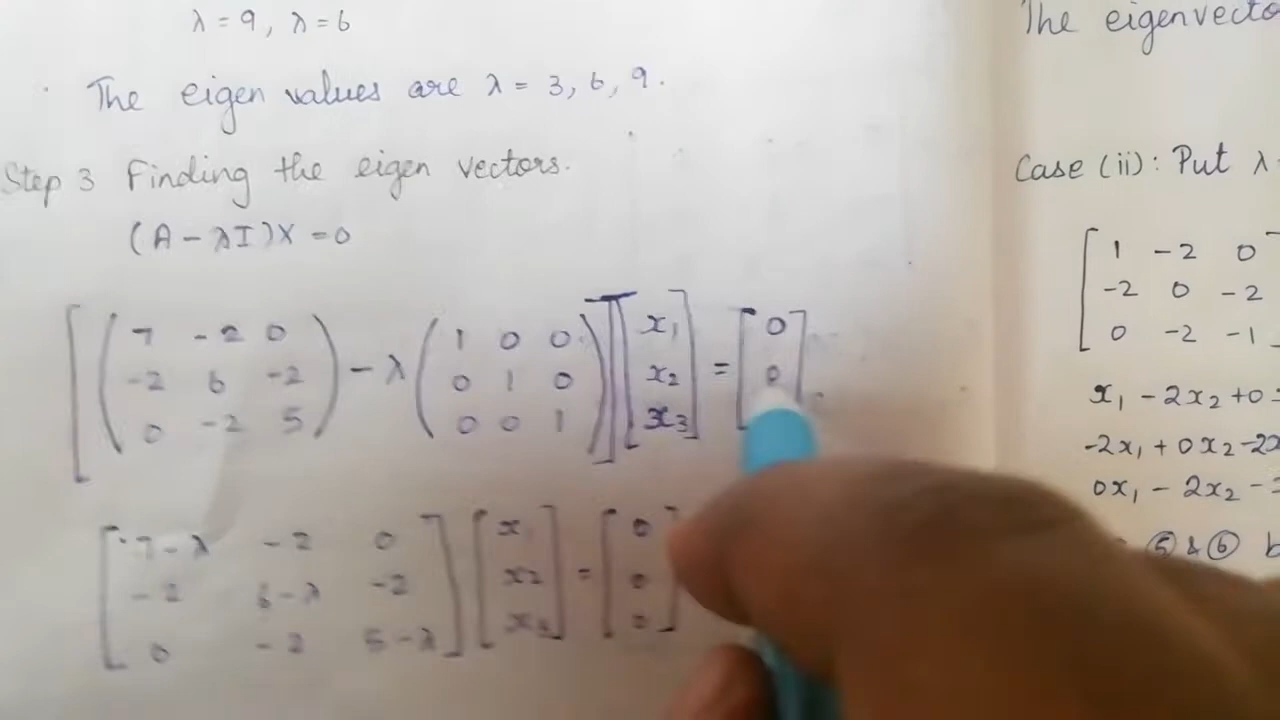 λ = 9, λ = 6
The eigen values are λ = 3, 6, 9.
Step 3 Finding the eigen vectors.
(A - λI)X = 0
[(7 -2 0) - λ(1 0 0)][x₁] = [0]
-2 6 -2 0 1 0 x₂ 0
0 -2 5 0 0 1 x₃
[7-λ -2 0][x₁] = [0]
-2 6-λ -2 x₂ 0
0 -2 5-λ x₃ 0
The eigenvecto
Case (ii): Put λ
[1 -2 0
-2 0 -2
0 -2 -1
x₁ - 2x₂ + 0
-2x₁ + 0x₂ - 2x
0x₁ - 2x₂ -
⑤ & ⑥ b